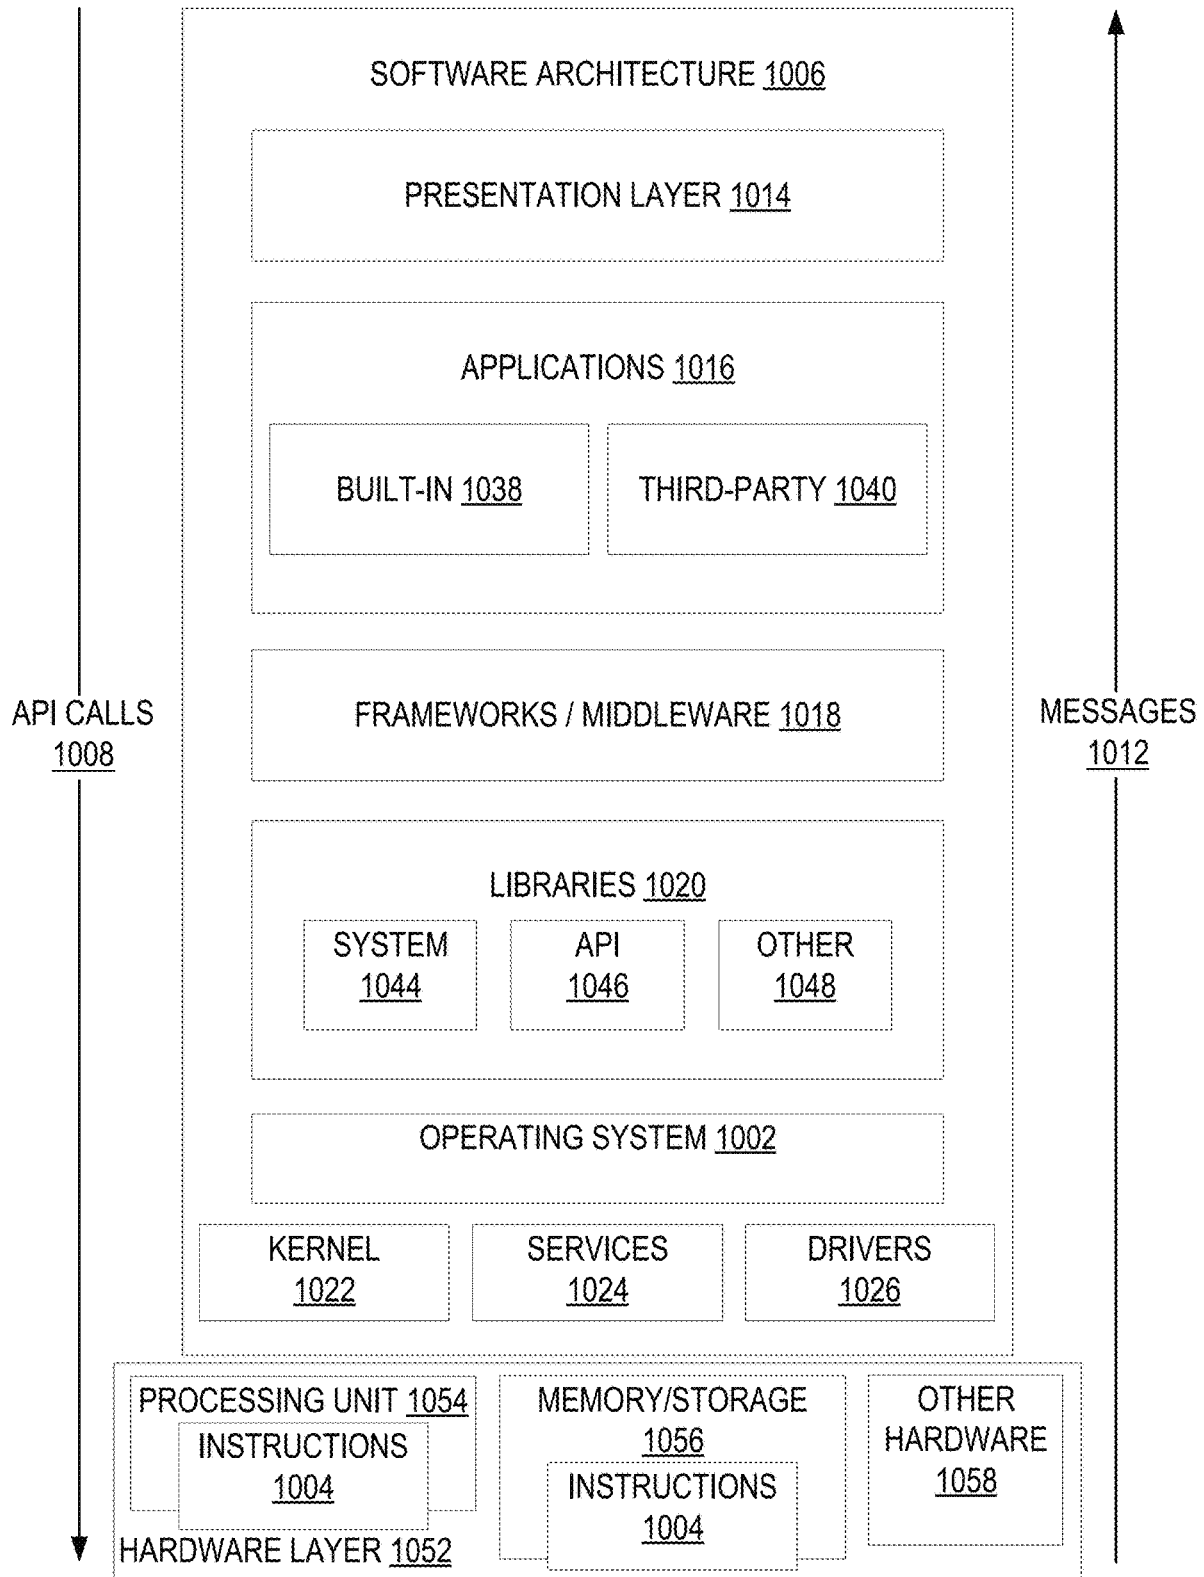 SOFTWARE ARCHITECTURE 1006
PRESENTATION LAYER 1014
APPLICATIONS 1016
BUILT-IN 1038
THIRD-PARTY 1040
FRAMEWORKS / MIDDLEWARE 1018
API CALLS
1008
MESSAGES
1012
LIBRARIES 1020
SYSTEM
1044
API
1046
OTHER
1048
OPERATING SYSTEM 1002
KERNEL
1022
SERVICES
1024
DRIVERS
1026
PROCESSING UNIT 1054
INSTRUCTIONS
1004
MEMORY/STORAGE
1056
INSTRUCTIONS
1004
OTHER
HARDWARE
1058
HARDWARE LAYER 1052